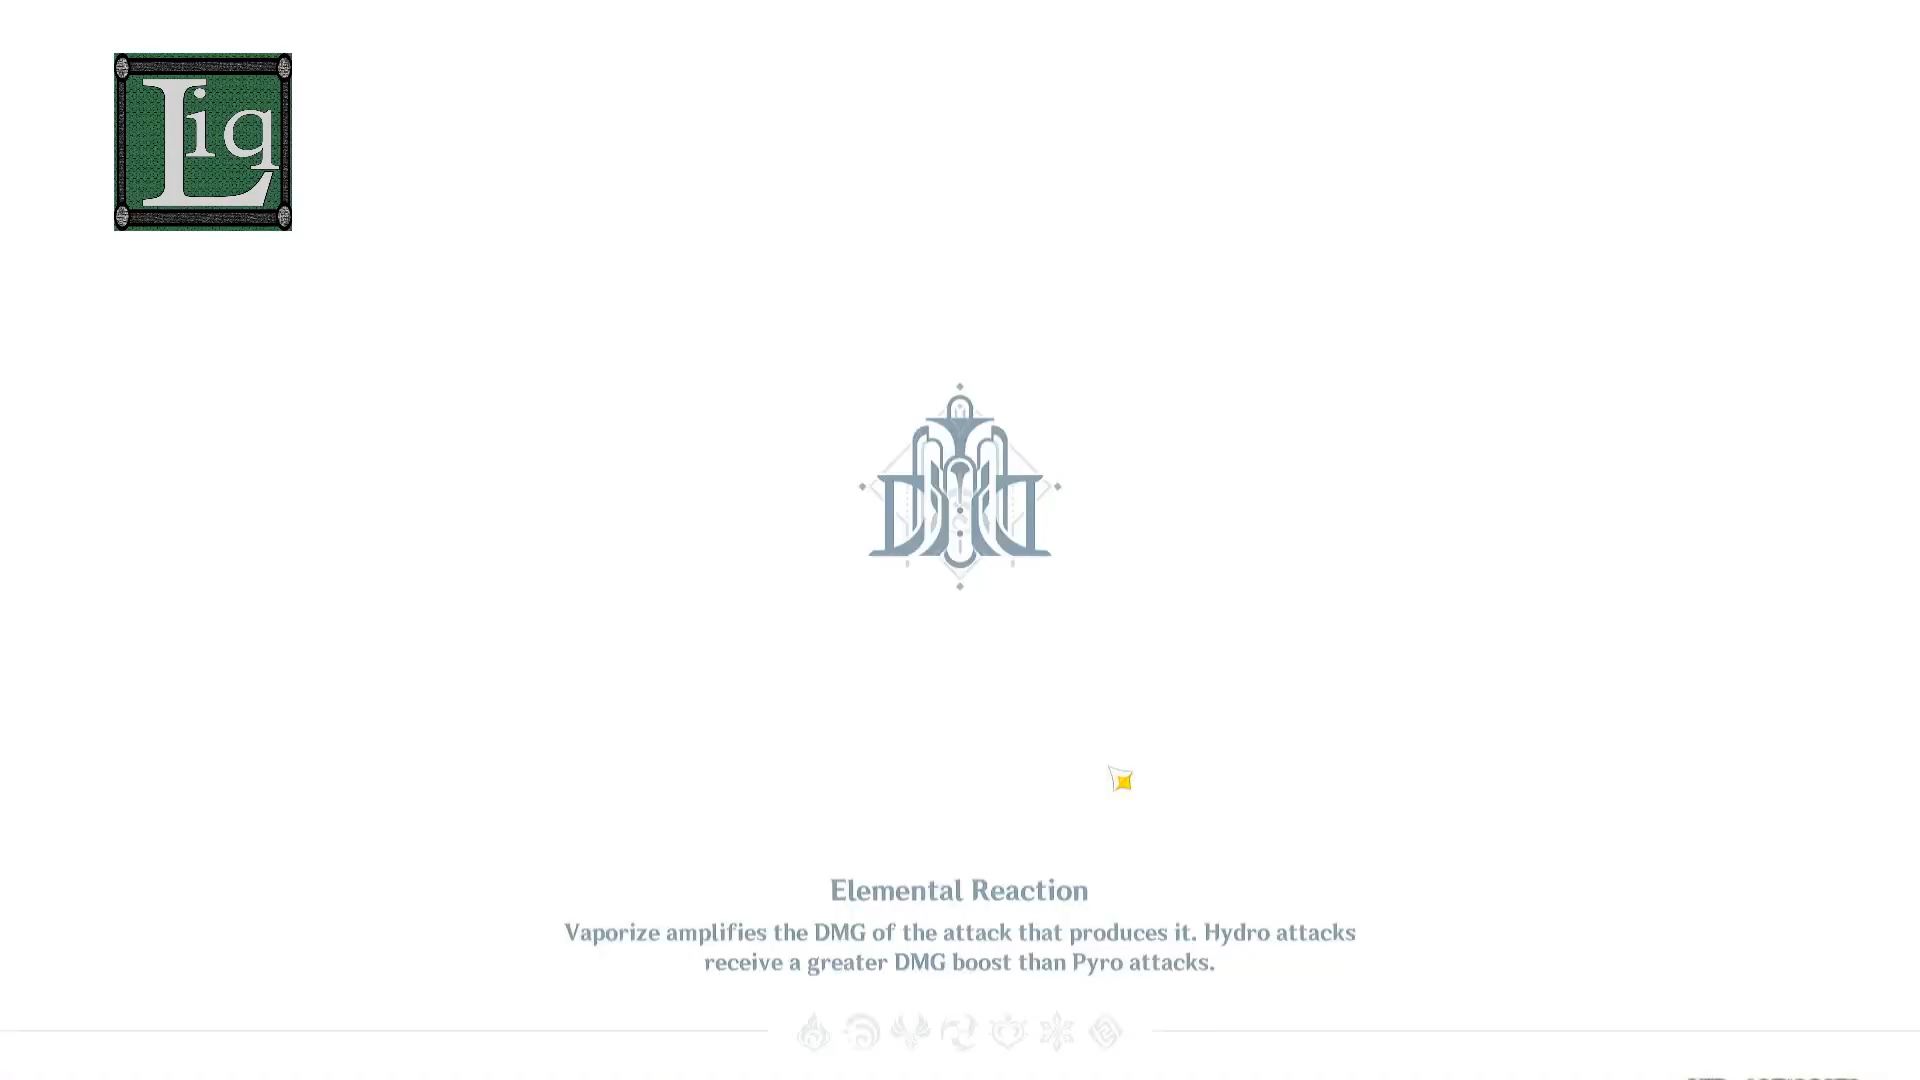 Liq
Elemental Reaction
Vaporize amplifies the DMG of the attack that produces it. Hydro attacks
receive a greater DMG boost than Pyro attacks.